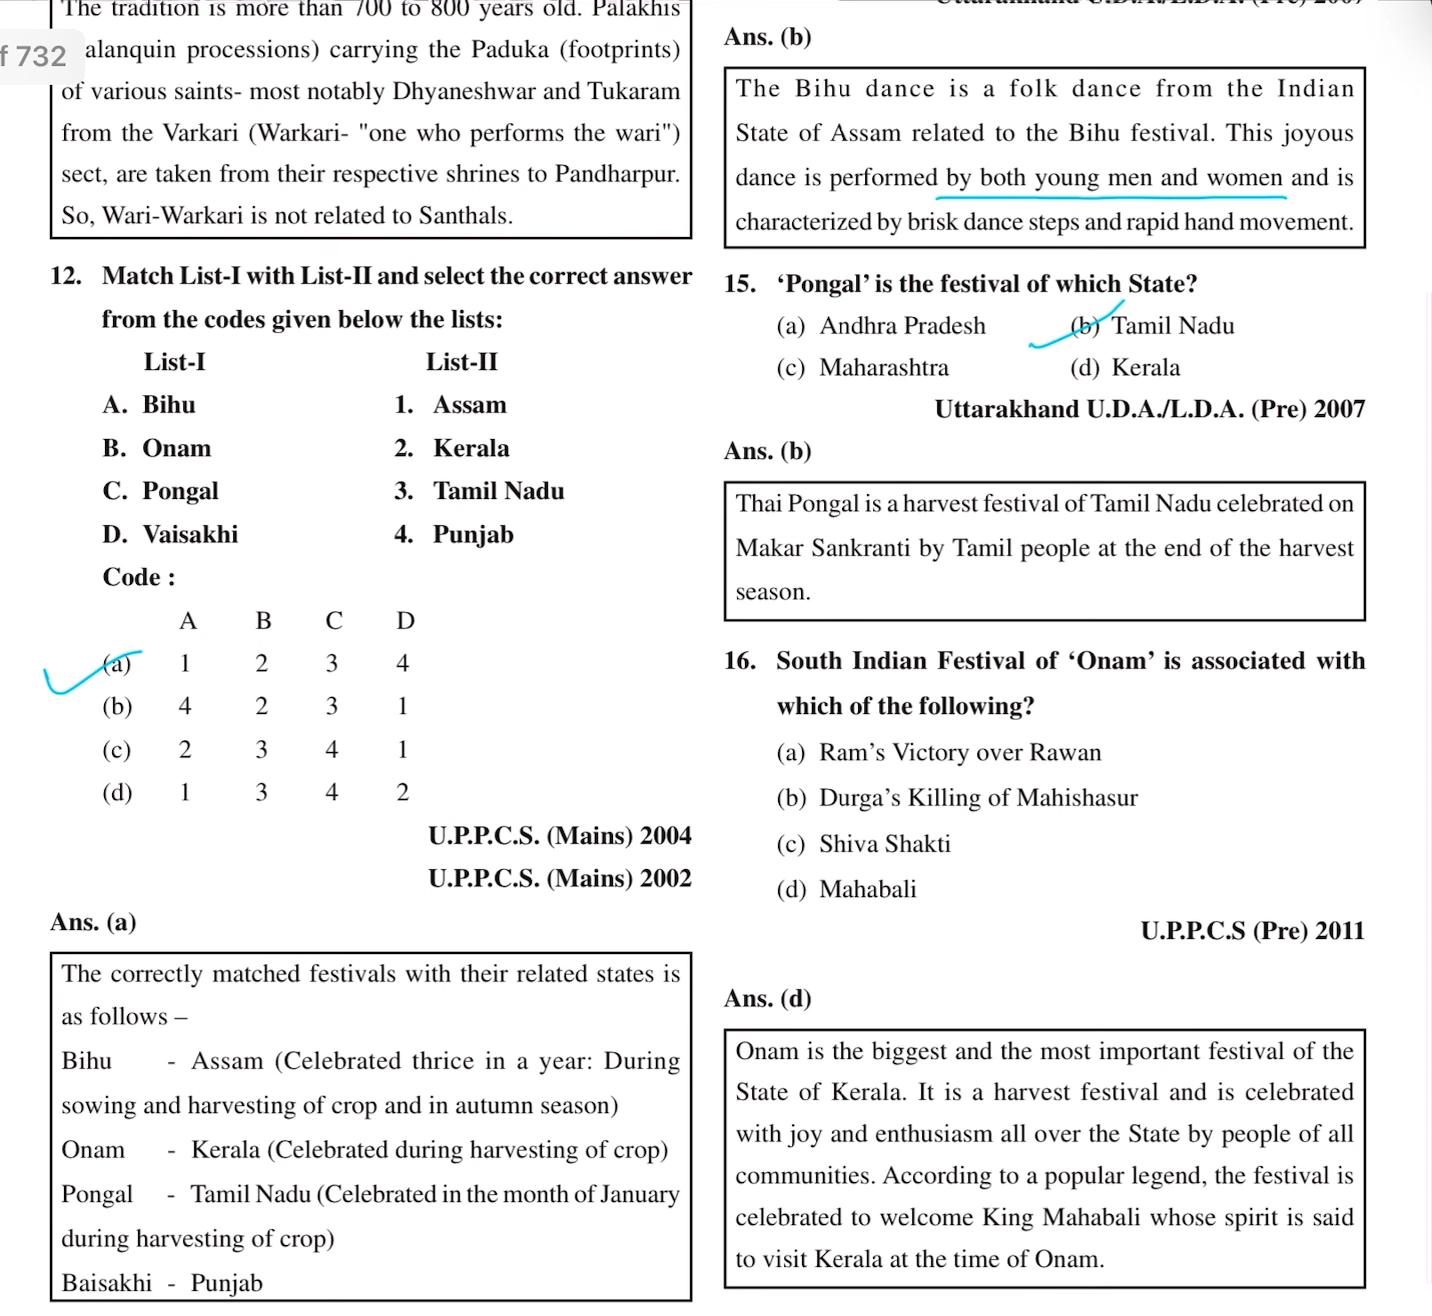 The tradition is more than 700 to 800 years old. Palakhis
f 732
alanquin processions) carrying the Paduka (footprints)
of various saints- most notably Dhyaneshwar and Tukaram
from the Varkari (Warkari- "one who performs the wari")
sect, are taken from their respective shrines to Pandharpur.
So, Wari-Warkari is not related to Santhals.
12. Match List-I with List-II and select the correct answer
from the codes given below the lists:
List-I List-II
A. Bihu 1. Assam
B. Onam 2. Kerala
C. Pongal 3. Tamil Nadu
D. Vaisakhi 4. Punjab
Code :
A B C D
(a) 1 2 3 4
(b) 4 2 3 1
(c) 2 3 4 1
(d) 1 3 4 2
U.P.P.C.S. (Mains) 2004
U.P.P.C.S. (Mains) 2002
Ans. (a)
The correctly matched festivals with their related states is
as follows –
Bihu - Assam (Celebrated thrice in a year: During
sowing and harvesting of crop and in autumn season)
Onam - Kerala (Celebrated during harvesting of crop)
Pongal - Tamil Nadu (Celebrated in the month of January
during harvesting of crop)
Baisakhi - Punjab
Ans. (b)
The Bihu dance is a folk dance from the Indian
State of Assam related to the Bihu festival. This joyous
dance is performed by both young men and women and is
characterized by brisk dance steps and rapid hand movement.
15. ‘Pongal’ is the festival of which State?
(a) Andhra Pradesh (b) Tamil Nadu
(c) Maharashtra (d) Kerala
Uttarakhand U.D.A./L.D.A. (Pre) 2007
Ans. (b)
Thai Pongal is a harvest festival of Tamil Nadu celebrated on
Makar Sankranti by Tamil people at the end of the harvest
season.
16. South Indian Festival of ‘Onam’ is associated with
which of the following?
(a) Ram’s Victory over Rawan
(b) Durga’s Killing of Mahishasur
(c) Shiva Shakti
(d) Mahabali
U.P.P.C.S (Pre) 2011
Ans. (d)
Onam is the biggest and the most important festival of the
State of Kerala. It is a harvest festival and is celebrated
with joy and enthusiasm all over the State by people of all
communities. According to a popular legend, the festival is
celebrated to welcome King Mahabali whose spirit is said
to visit Kerala at the time of Onam.